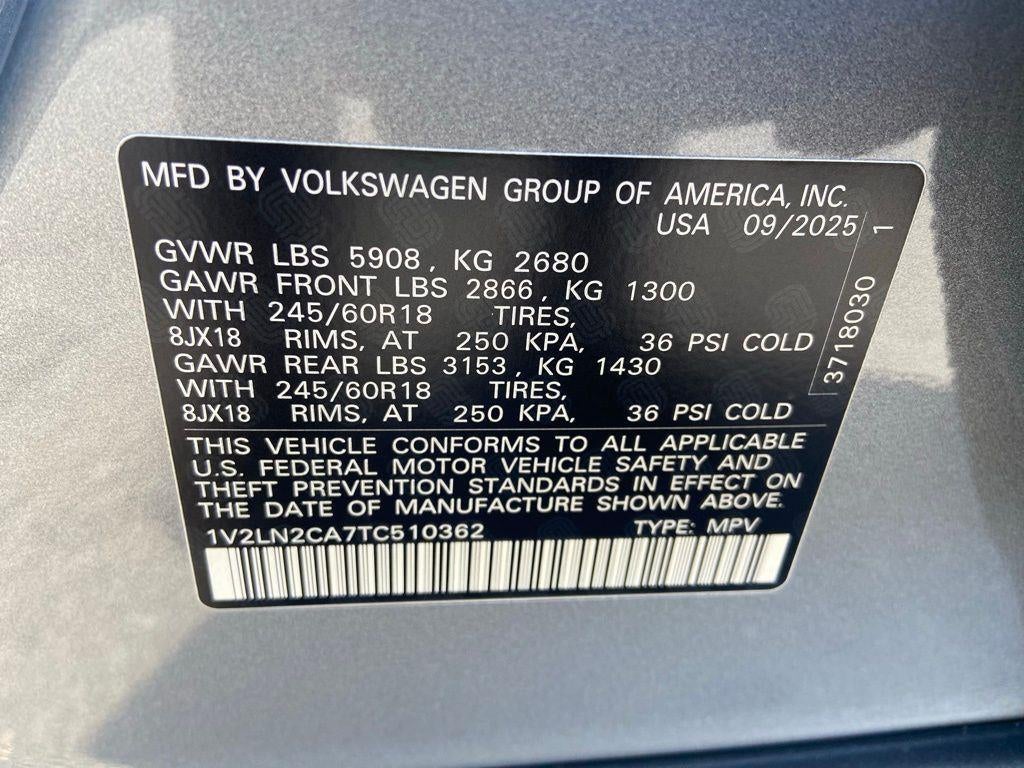 MFD BY VOLKSWAGEN GROUP OF AMERICA, INC.
USA 09/2025
GVWR LBS 5908, KG 2680
GAWR FRONT LBS 2866, KG 1300
WITH 245/60R18 TIRES,
8JX18 RIMS, AT 250 KPA, 36 PSI COLD
GAWR REAR LBS 3153, KG 1430
WITH 245/60R18 TIRES,
8JX18 RIMS, AT 250 KPA, 36 PSI COLD
THIS VEHICLE CONFORMS TO ALL APPLICABLE
U.S. FEDERAL MOTOR VEHICLE SAFETY AND
THEFT PREVENTION STANDARDS IN EFFECT ON
THE DATE OF MANUFACTURE SHOWN ABOVE.
1V2LN2CA7TC510362 TYPE: MPV
3718030 1